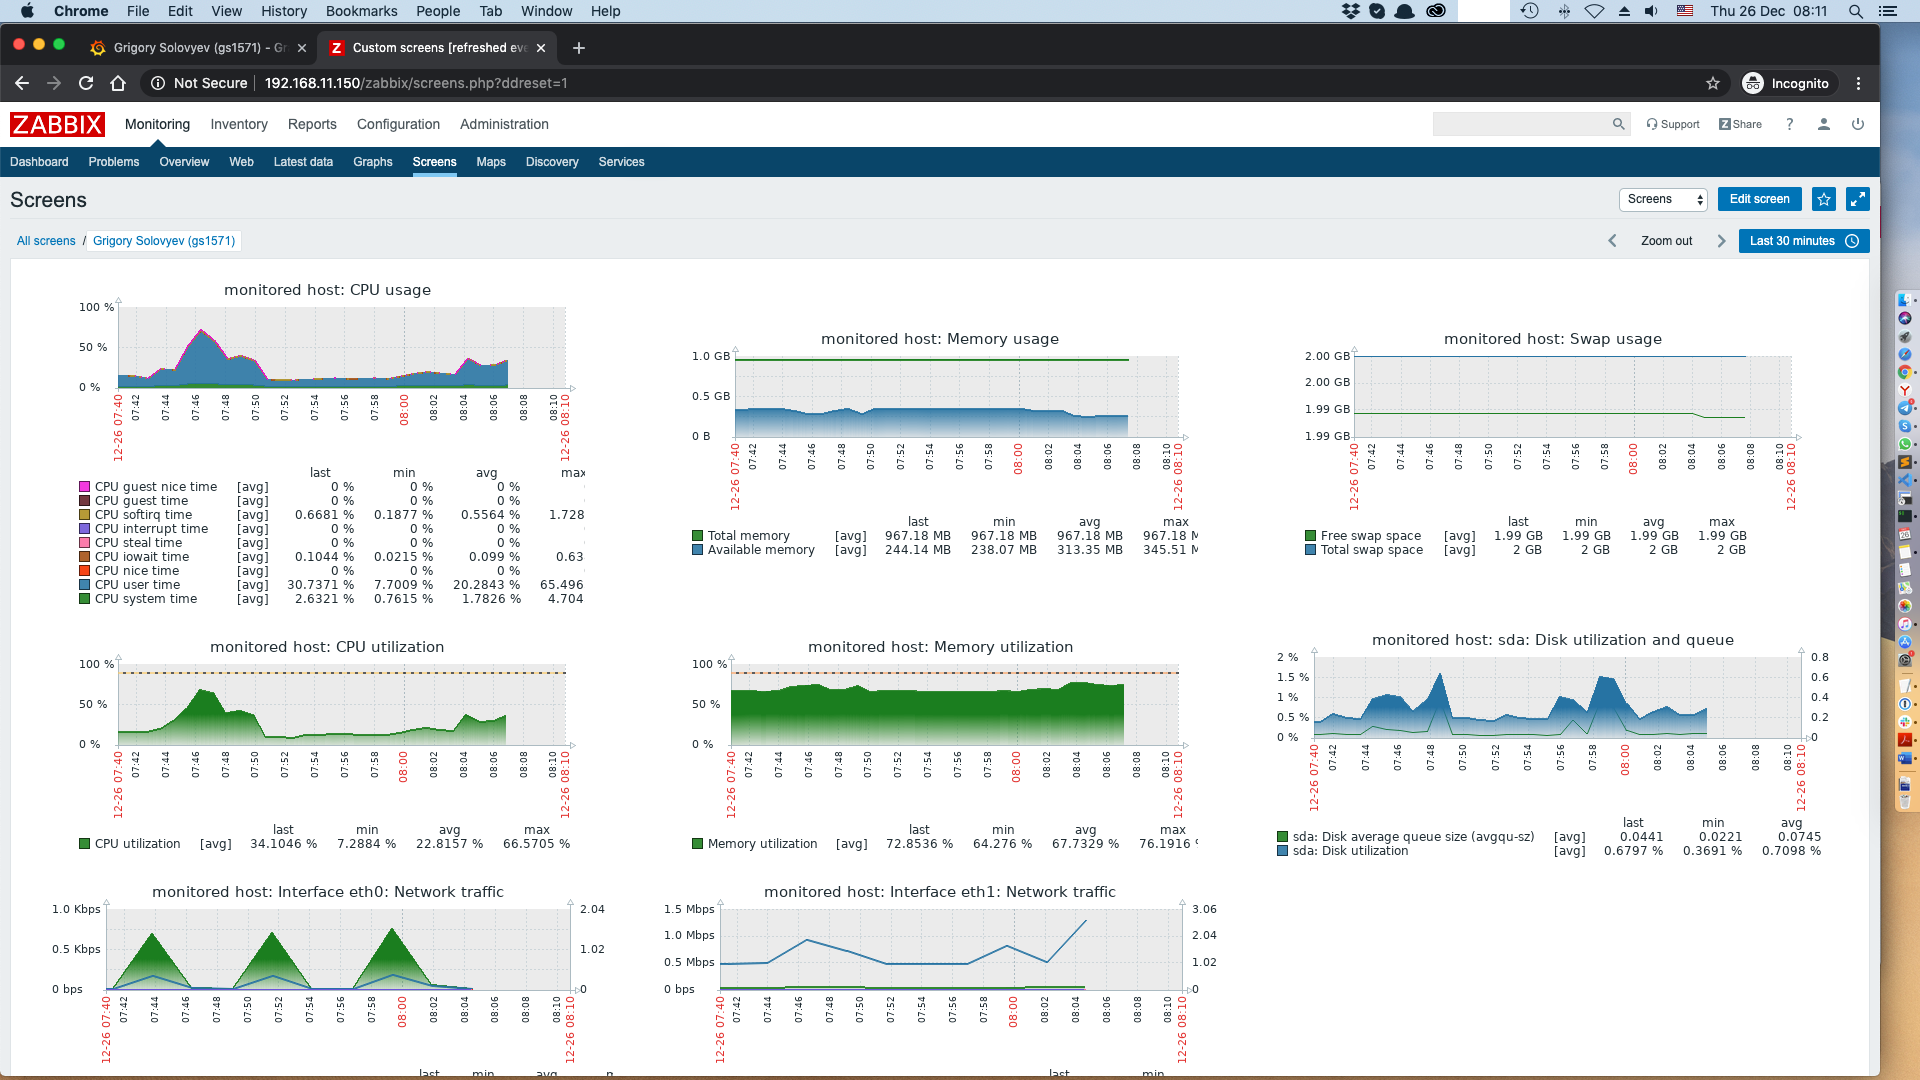 Chrome File Edit View History Bookmarks People Tab Window Help Thu 26 Dec 08:11
Grigory Solovyev (gs1571) - Gr
Custom screens [refreshed eve
Not Secure 192.168.11.150/zabbix/screens.php?ddreset=1 Incognito
ZABBIX Monitoring Inventory Reports Configuration Administration Support Z Share ?
Dashboard Problems Overview Web Latest data Graphs Screens Maps Discovery Services
Screens Screens Edit screen
All screens / Grigory Solovyev (gs1571) Zoom out Last 30 minutes
monitored host: CPU usage
100 %
50 %
0 %
12-26 07:40 07:42 07:44 07:46 07:48 07:50 07:52 07:54 07:56 07:58 08:00 08:02 08:04 08:06 08:08 08:10 12-26 08:10
last min avg max
CPU guest nice time [avg] 0 % 0 % 0 %
CPU guest time [avg] 0 % 0 % 0 %
CPU softirq time [avg] 0.6681 % 0.1877 % 0.5564 % 1.728
CPU interrupt time [avg] 0 % 0 % 0 %
CPU steal time [avg] 0 % 0 % 0 %
CPU iowait time [avg] 0.1044 % 0.0215 % 0.099 % 0.63
CPU nice time [avg] 0 % 0 % 0 %
CPU user time [avg] 30.7371 % 7.7009 % 20.2843 % 65.496
CPU system time [avg] 2.6321 % 0.7615 % 1.7826 % 4.704
monitored host: Memory usage
1.0 GB
0.5 GB
0 B
12-26 07:40 07:42 07:44 07:46 07:48 07:50 07:52 07:54 07:56 07:58 08:00 08:02 08:04 08:06 08:08 08:10 12-26 08:10
last min avg max
Total memory [avg] 967.18 MB 967.18 MB 967.18 MB 967.18 M
Available memory [avg] 244.14 MB 238.07 MB 313.35 MB 345.51 M
monitored host: Swap usage
2.00 GB
2.00 GB
1.99 GB
1.99 GB
12-26 07:40 07:42 07:44 07:46 07:48 07:50 07:52 07:54 07:56 07:58 08:00 08:02 08:04 08:06 08:08 08:10 12-26 08:10
last min avg max
Free swap space [avg] 1.99 GB 1.99 GB 1.99 GB 1.99 GB
Total swap space [avg] 2 GB 2 GB 2 GB 2 GB
monitored host: CPU utilization
100 %
50 %
0 %
12-26 07:40 07:42 07:44 07:46 07:48 07:50 07:52 07:54 07:56 07:58 08:00 08:02 08:04 08:06 08:08 08:10 12-26 08:10
last min avg max
CPU utilization [avg] 34.1046 % 7.2884 % 22.8157 % 66.5705 %
monitored host: Memory utilization
100 %
50 %
0 %
12-26 07:40 07:42 07:44 07:46 07:48 07:50 07:52 07:54 07:56 07:58 08:00 08:02 08:04 08:06 08:08 08:10 12-26 08:10
last min avg max
Memory utilization [avg] 72.8536 % 64.276 % 67.7329 % 76.1916 %
monitored host: sda: Disk utilization and queue
2 % 0.8
1.5 % 0.6
1 % 0.4
0.5 % 0.2
0 % 0
12-26 07:40 07:42 07:44 07:46 07:48 07:50 07:52 07:54 07:56 07:58 08:00 08:02 08:04 08:06 08:08 08:10 12-26 08:10
last min avg
sda: Disk average queue size (avgqu-sz) [avg] 0.0441 0.0221 0.0745
sda: Disk utilization [avg] 0.6797 % 0.3691 % 0.7098 %
monitored host: Interface eth0: Network traffic
1.0 Kbps 2.04
0.5 Kbps 1.02
0 bps 0
12-26 07:40 07:42 07:44 07:46 07:48 07:50 07:52 07:54 07:56 07:58 08:00 08:02 08:04 08:06 08:08 08:10 12-26 08:10
last min avg
monitored host: Interface eth1: Network traffic
1.5 Mbps 3.06
1.0 Mbps 2.04
0.5 Mbps 1.02
0 bps 0
12-26 07:40 07:42 07:44 07:46 07:48 07:50 07:52 07:54 07:56 07:58 08:00 08:02 08:04 08:06 08:08 08:10 12-26 08:10
last min